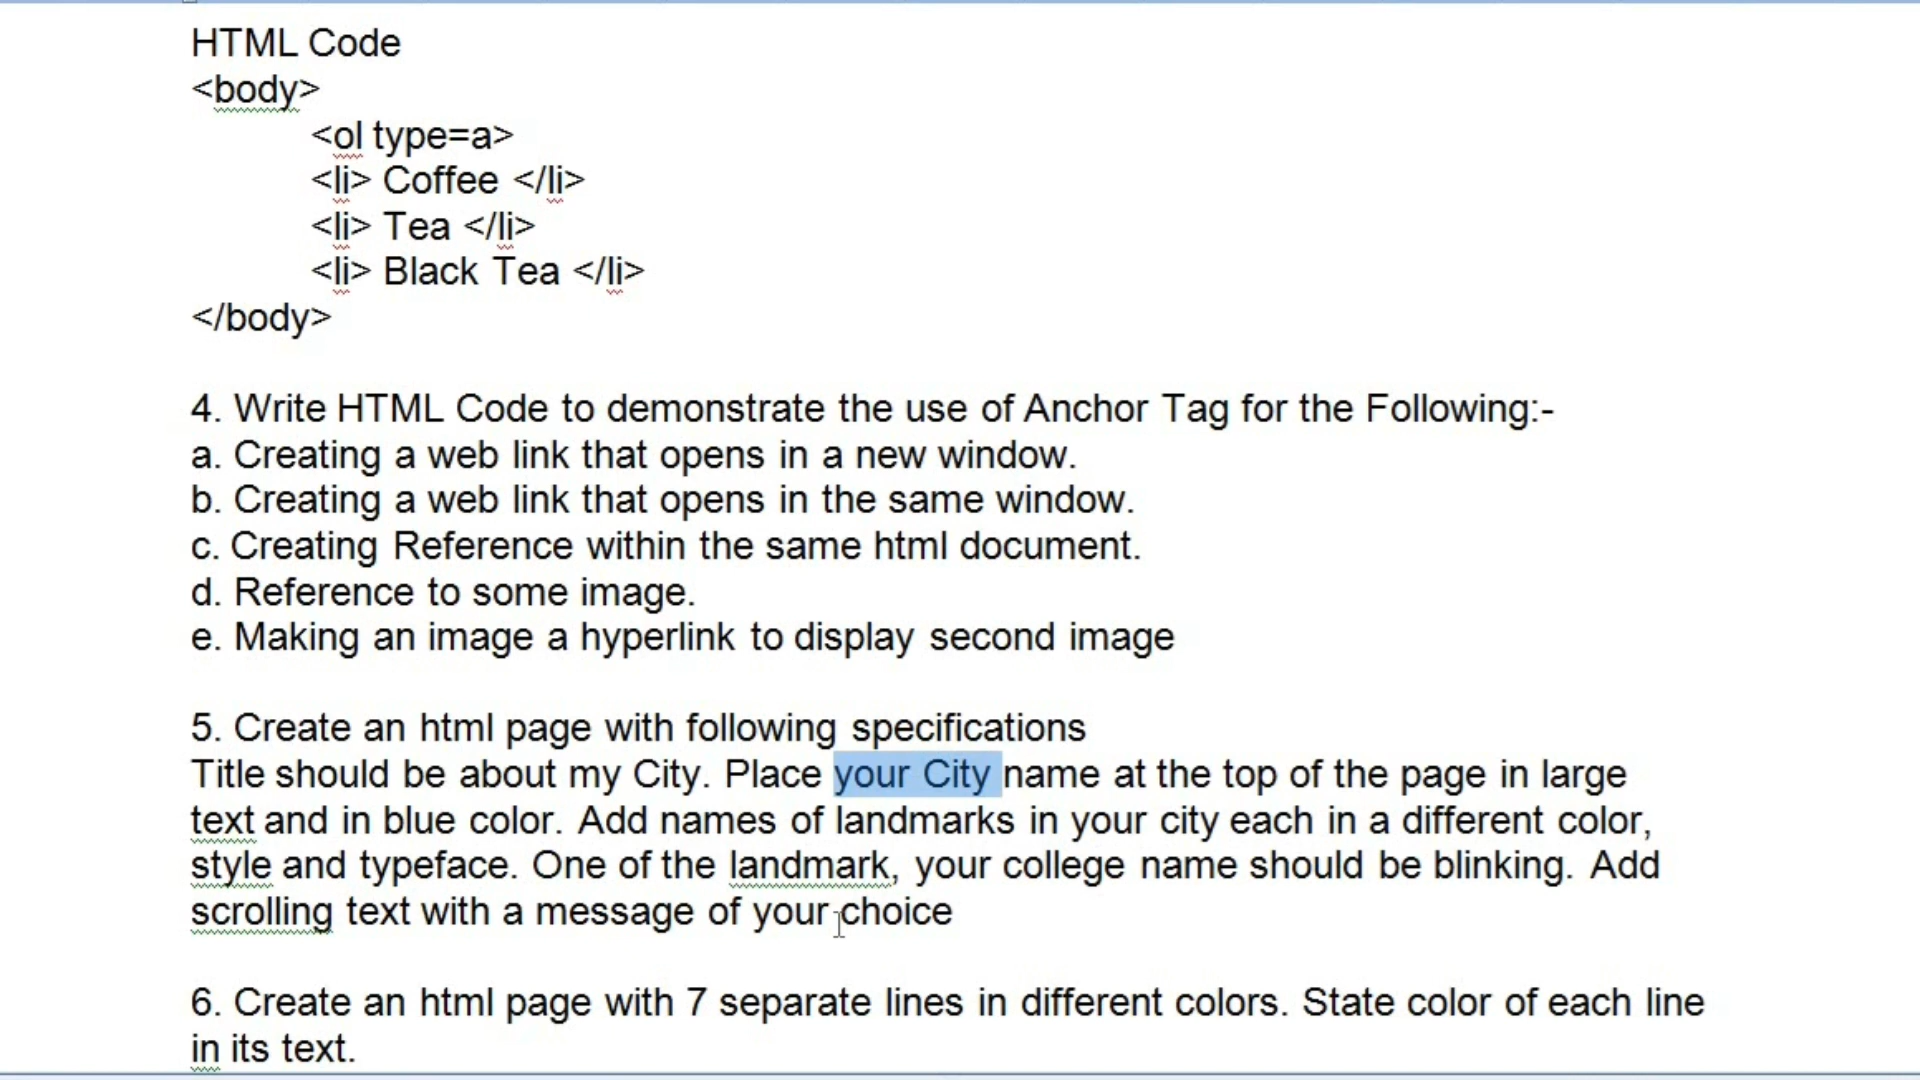 HTML Code
<body>
<ol type=a>
<li> Coffee </li>
<li> Tea </li>
<li> Black Tea </li>
</body>
4. Write HTML Code to demonstrate the use of Anchor Tag for the Following:-
a. Creating a web link that opens in a new window.
b. Creating a web link that opens in the same window.
c. Creating Reference within the same html document.
d. Reference to some image.
e. Making an image a hyperlink to display second image
5. Create an html page with following specifications
Title should be about my City. Place your City name at the top of the page in large
text and in blue color. Add names of landmarks in your city each in a different color,
style and typeface. One of the landmark, your college name should be blinking. Add
scrolling text with a message of your choice
6. Create an html page with 7 separate lines in different colors. State color of each line
in its text.